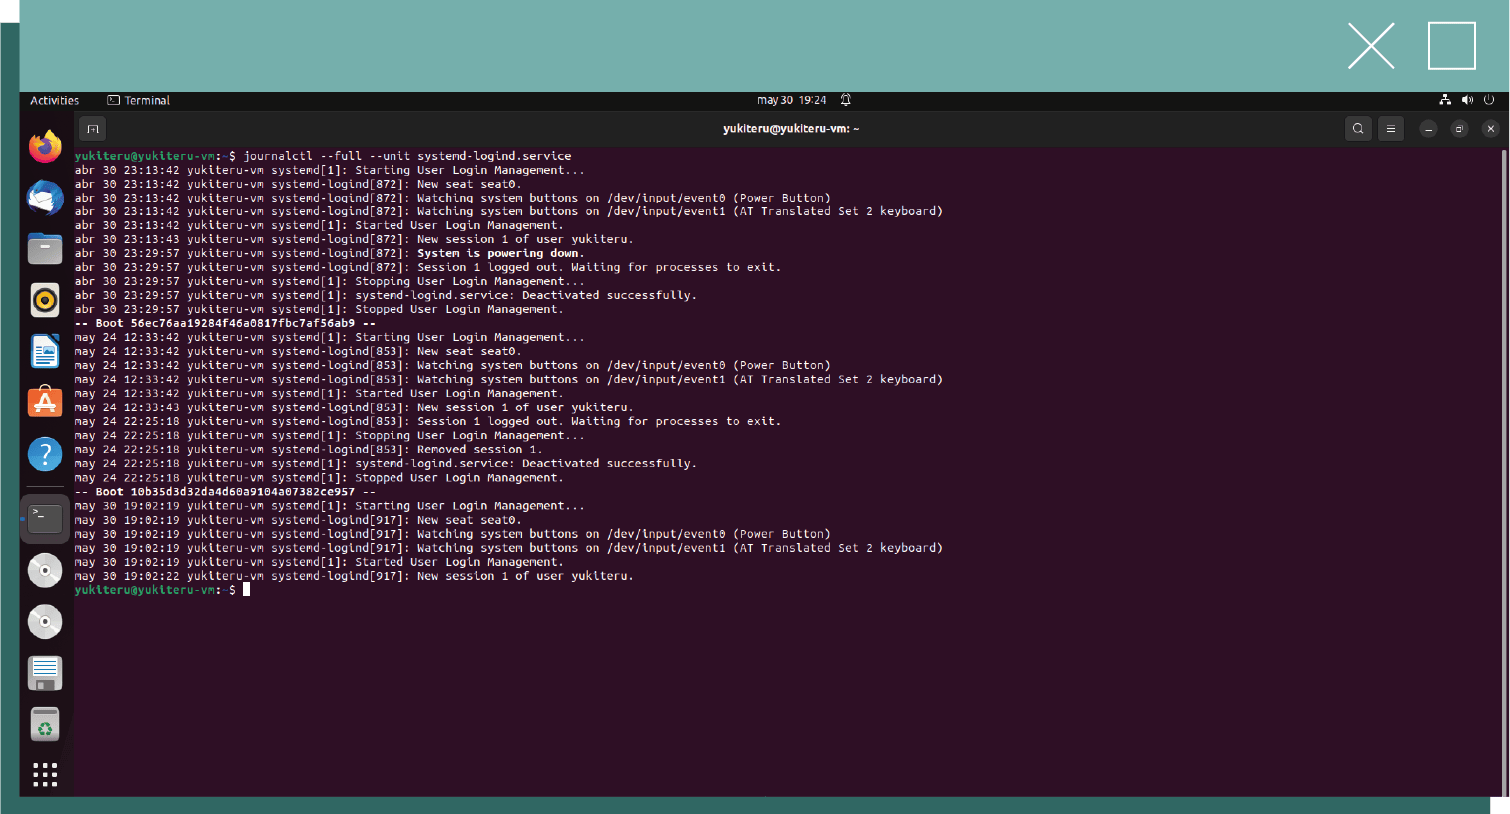 Activities Terminal may 30 19:24
yukiteru@yukiteru-vm: ~
yukiteru@yukiteru-vm:~$ journalctl --full --unit systemd-logind.service
abr 30 23:13:42 yukiteru-vm systemd[1]: Starting User Login Management...
abr 30 23:13:42 yukiteru-vm systemd-logind[872]: New seat seat0.
abr 30 23:13:42 yukiteru-vm systemd-logind[872]: Watching system buttons on /dev/input/event0 (Power Button)
abr 30 23:13:42 yukiteru-vm systemd-logind[872]: Watching system buttons on /dev/input/event1 (AT Translated Set 2 keyboard)
abr 30 23:13:42 yukiteru-vm systemd[1]: Started User Login Management.
abr 30 23:13:43 yukiteru-vm systemd-logind[872]: New session 1 of user yukiteru.
abr 30 23:29:57 yukiteru-vm systemd-logind[872]: System is powering down.
abr 30 23:29:57 yukiteru-vm systemd-logind[872]: Session 1 logged out. Waiting for processes to exit.
abr 30 23:29:57 yukiteru-vm systemd[1]: Stopping User Login Management...
abr 30 23:29:57 yukiteru-vm systemd[1]: systemd-logind.service: Deactivated successfully.
abr 30 23:29:57 yukiteru-vm systemd[1]: Stopped User Login Management.
-- Boot 56ec76aa19284f46a0817fbc7af56ab9 --
may 24 12:33:42 yukiteru-vm systemd[1]: Starting User Login Management...
may 24 12:33:42 yukiteru-vm systemd-logind[853]: New seat seat0.
may 24 12:33:42 yukiteru-vm systemd-logind[853]: Watching system buttons on /dev/input/event0 (Power Button)
may 24 12:33:42 yukiteru-vm systemd-logind[853]: Watching system buttons on /dev/input/event1 (AT Translated Set 2 keyboard)
may 24 12:33:42 yukiteru-vm systemd[1]: Started User Login Management.
may 24 12:33:43 yukiteru-vm systemd-logind[853]: New session 1 of user yukiteru.
may 24 22:25:18 yukiteru-vm systemd-logind[853]: Session 1 logged out. Waiting for processes to exit.
may 24 22:25:18 yukiteru-vm systemd[1]: Stopping User Login Management...
may 24 22:25:18 yukiteru-vm systemd-logind[853]: Removed session 1.
may 24 22:25:18 yukiteru-vm systemd[1]: systemd-logind.service: Deactivated successfully.
may 24 22:25:18 yukiteru-vm systemd[1]: Stopped User Login Management.
-- Boot 10b35d3d32da4d60a9104a07382ce957 --
may 30 19:02:19 yukiteru-vm systemd[1]: Starting User Login Management...
may 30 19:02:19 yukiteru-vm systemd-logind[917]: New seat seat0.
may 30 19:02:19 yukiteru-vm systemd-logind[917]: Watching system buttons on /dev/input/event0 (Power Button)
may 30 19:02:19 yukiteru-vm systemd-logind[917]: Watching system buttons on /dev/input/event1 (AT Translated Set 2 keyboard)
may 30 19:02:19 yukiteru-vm systemd[1]: Started User Login Management.
may 30 19:02:22 yukiteru-vm systemd-logind[917]: New session 1 of user yukiteru.
yukiteru@yukiteru-vm:~$